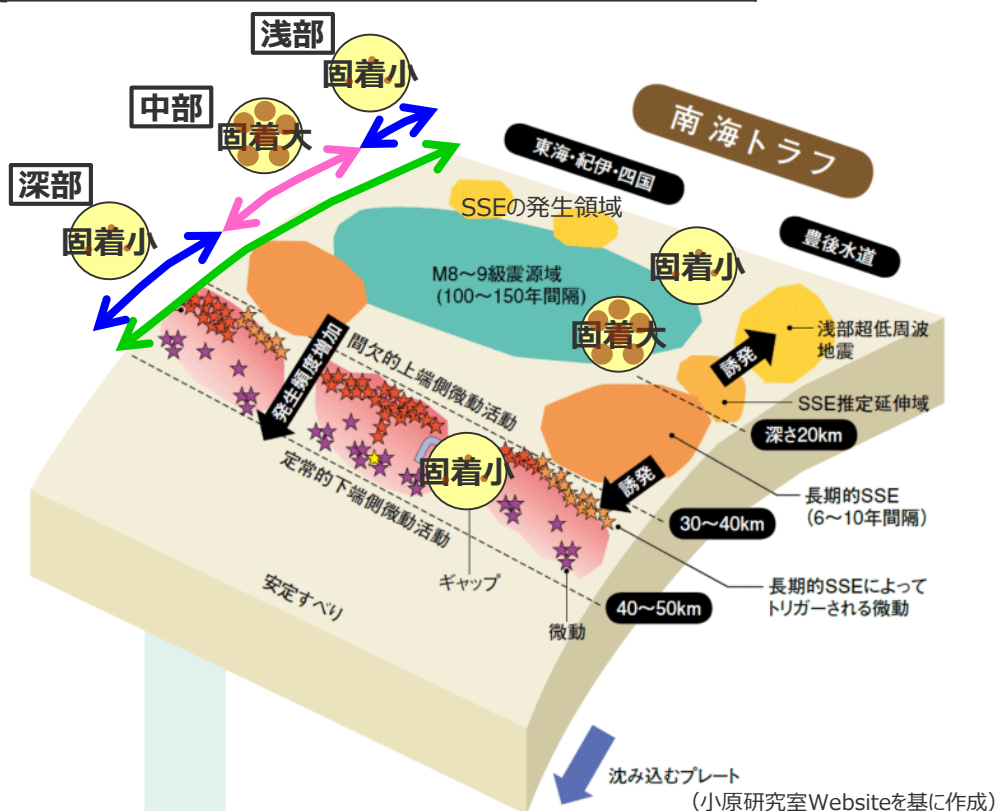 浅部
固着小
中部
固着大
深部
固着小
南海トラフ
東海・紀伊・四国
豊後水道
SSEの発生領域
固着小
M8～9級震源域
(100～150年間隔)
固着大
浅部超低周波
地震
誘発
SSE推定延伸域
深さ20km
発生頻度増加
間欠的上端側微動活動
定常的下端側微動活動
固着小
誘発
長期的SSE
(6～10年間隔)
30～40km
ギャップ
長期的SSEによって
トリガーされる微動
40～50km
微動
安定すべり
沈み込むプレート
（小原研究室Websiteを基に作成）